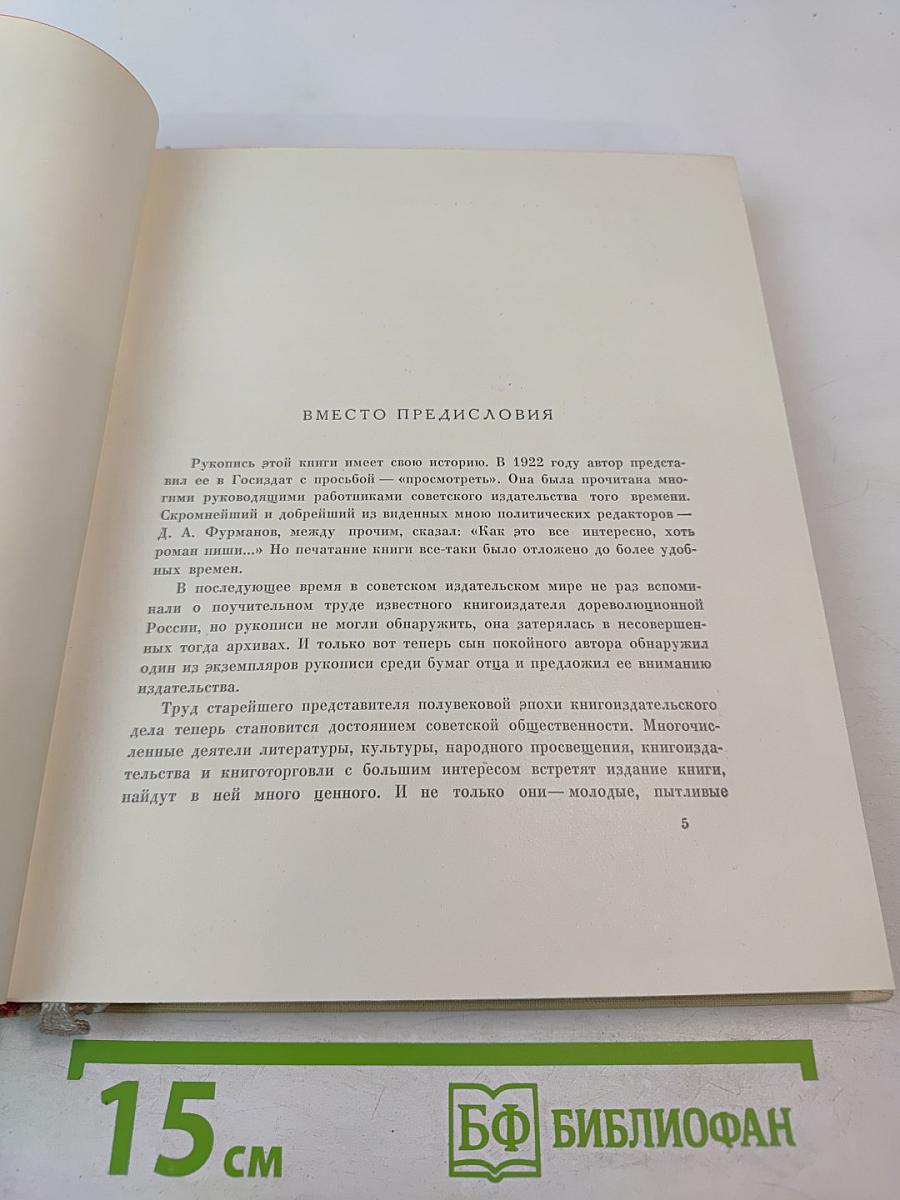 ВМЕСТО ПРЕДИСЛОВИЯ
Рукопись этой книги имеет свою историю. В 1922 году автор предста-
вил ее в Госиздат с просьбой — «просмотреть». Она была прочитана мно-
гими руководящими работниками советского издательства того времени.
Скромнейший и добрейший из виденных мною политических редакторов —
Д. А. Фурманов, между прочим, сказал: «Как это все интересно, хоть
роман пиши...» Но печатание книги все-таки было отложено до более удоб-
ных времен.
В последующее время в советском издательском мире не раз вспоми-
нали о поучительном труде известного книгоиздателя дореволюционной
России, но рукописи не могли обнаружить, она затерялась в несовершен-
ных тогда архивах. И только вот теперь сын покойного автора обнаружил
один из экземпляров рукописи среди бумаг отца и предложил ее вниманию
издательства.
Труд старейшего представителя полувековой эпохи книгоиздательского
дела теперь становится достоянием советской общественности. Многочис-
ленные деятели литературы, культуры, народного просвещения, книгоизда-
тельства и книготорговли с большим интересом встретят издание книги,
найдут в ней много ценного. И не только они — молодые, пытливые
5
15 см
БФ БИБЛИОФАН